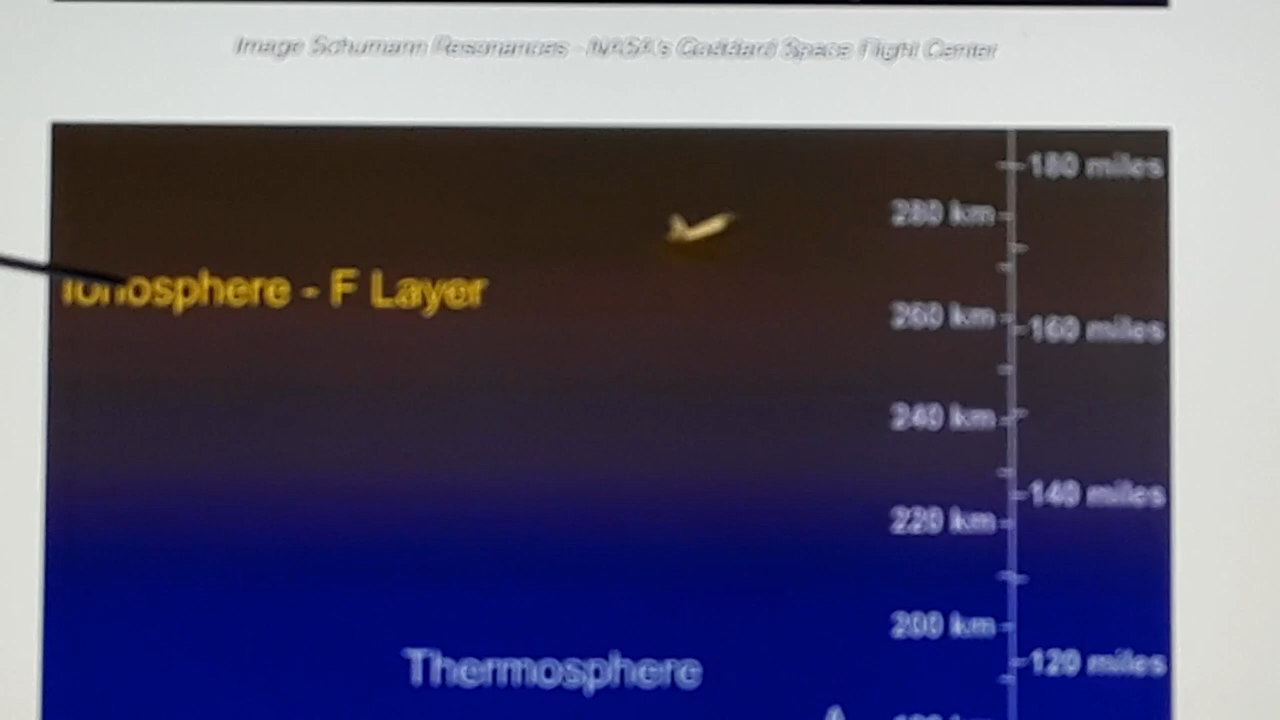 Image Schumann Resonances - NASA's Goddard Space Flight Center
180 miles
280 km
Ionosphere - F Layer
260 km
160 miles
240 km
140 miles
220 km
200 km
Thermosphere
120 miles